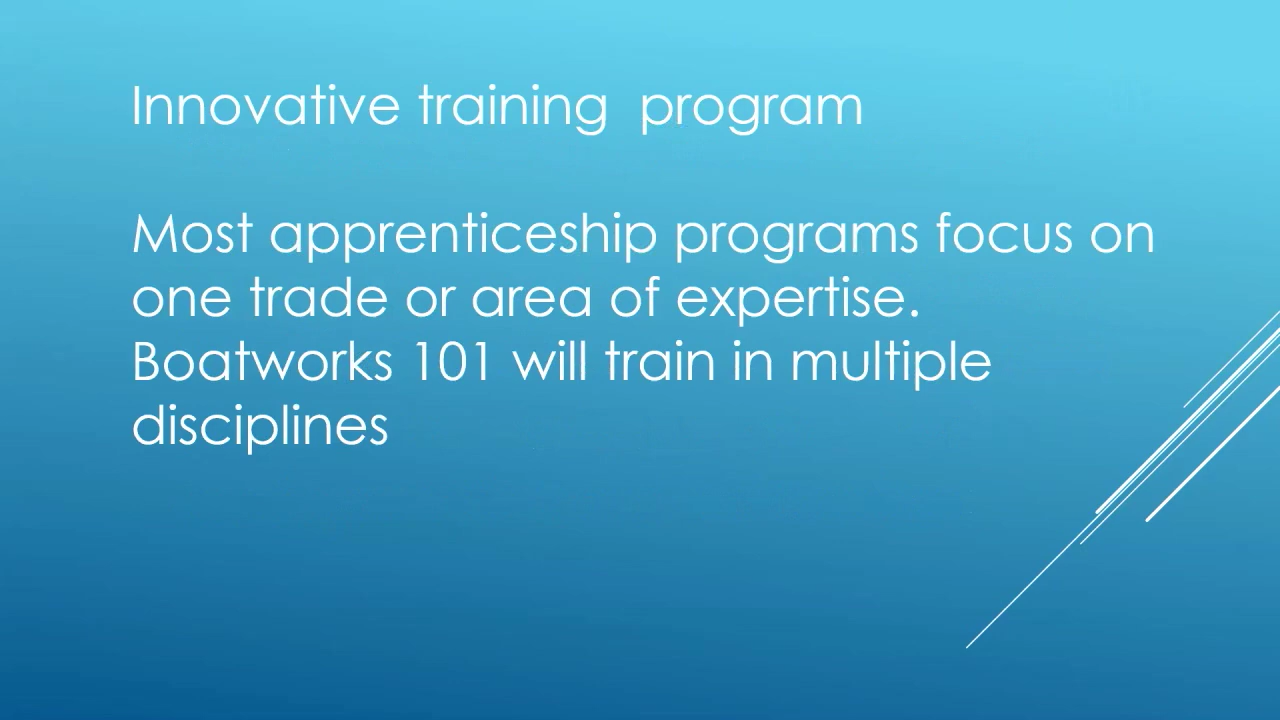 Innovative training  program
Most apprenticeship programs focus on
one trade or area of expertise.
Boatworks 101 will train in multiple
disciplines